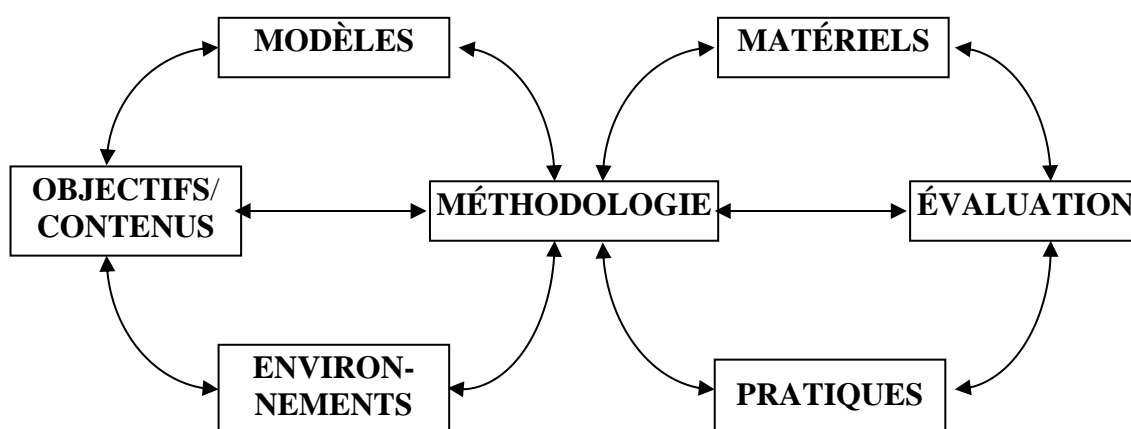 MODÈLES
MATÉRIELS
OBJECTIFS/
CONTENUS
MÉTHODOLOGIE
ÉVALUATION
ENVIRON-
NEMENTS
PRATIQUES